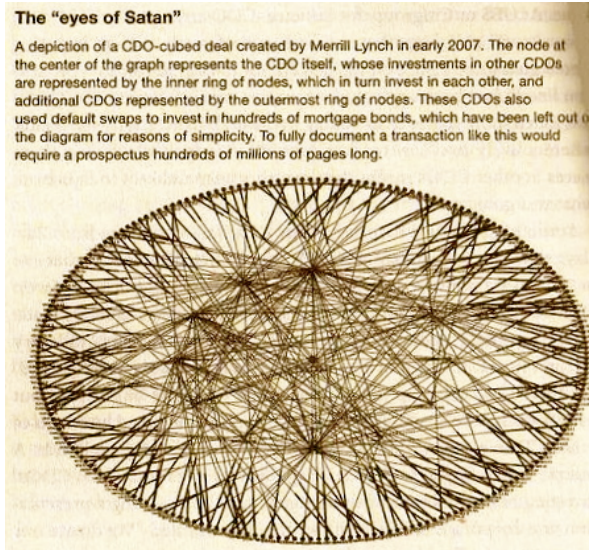 The "eyes of Satan"
A depiction of a CDO-cubed deal created by Merrill Lynch in early 2007. The node at
the center of the graph represents the CDO itself, whose investments in other CDOs
are represented by the inner ring of nodes, which in turn invest in each other, and
additional CDOs represented by the outermost ring of nodes. These CDOs also
used default swaps to invest in hundreds of mortgage bonds, which have been left out o
the diagram for reasons of simplicity. To fully document a transaction like this would
require a prospectus hundreds of millions of pages long.